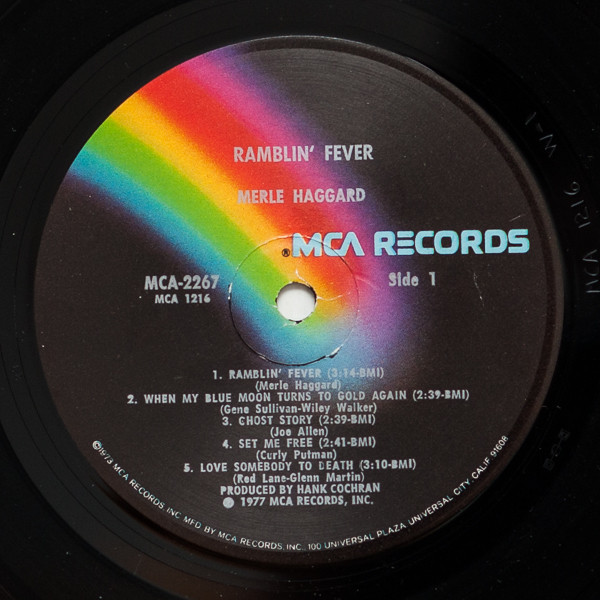 RAMBLIN' FEVER
MERLE HAGGARD
® MCA RECORDS
MCA-2267
MCA 1216
Side 1
1. RAMBLIN' FEVER (3:14-BMI)
(Merle Haggard)
2. WHEN MY BLUE MOON TURNS TO GOLD AGAIN (2:39-BMI)
(Gene Sullivan-Wiley Walker)
3. GHOST STORY (2:39-BMI)
(Joe Allen)
4. SET ME FREE (2:41-BMI)
(Curly Putman)
5. LOVE SOMEBODY TO DEATH (3:10-BMI)
(Red Lane-Glenn Martin)
PRODUCED BY HANK COCHRAN
℗ 1977 MCA RECORDS, INC.
©1973 MCA RECORDS, INC. MFD BY MCA RECORDS, INC. 100 UNIVERSAL PLAZA UNIVERSAL CITY, CALIF. 91608
MCA 1216 W-1